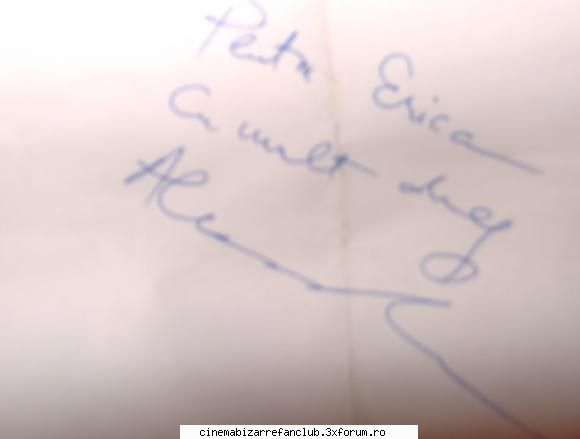 Pentru Erica
Cu mult drag
cinemabizarrefanclub.3xforum.ro